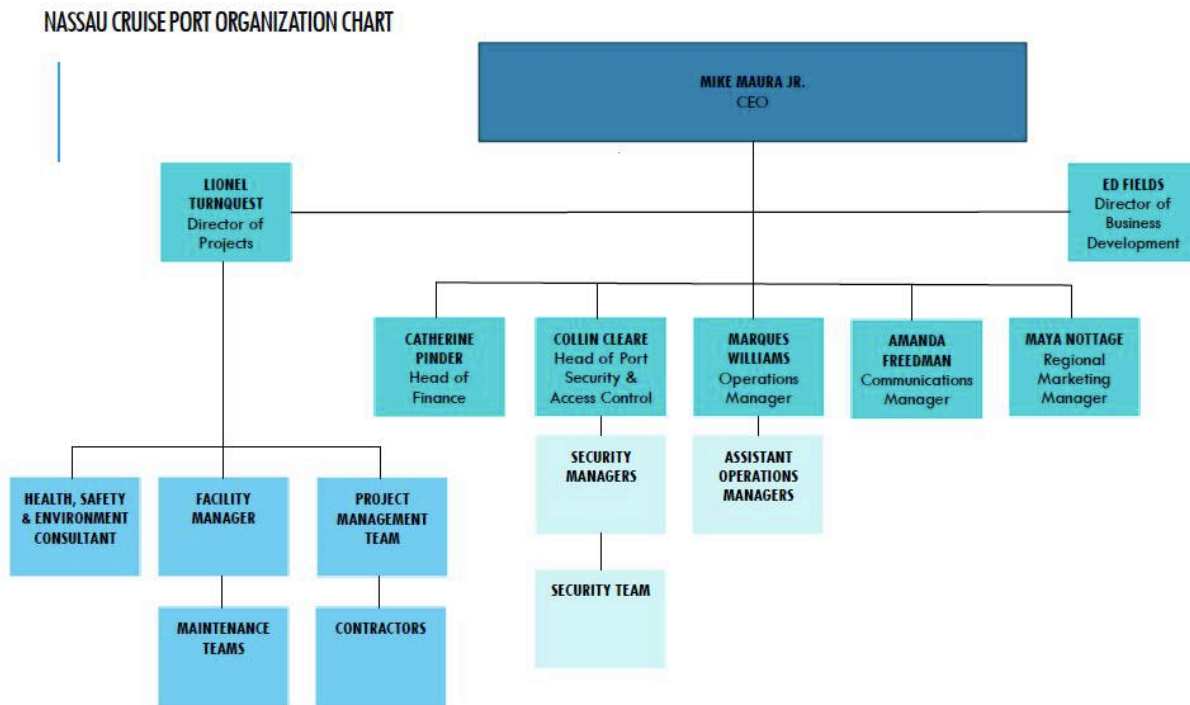 NASSAU CRUISE PORT ORGANIZATION CHART
MIKE MAURA JR.
CEO
LIONEL
TURNQUEST
Director of
Projects
ED FIELDS
Director of
Business
Development
CATHERINE
PINDER
Head of
Finance
COLLIN CLEARE
Head of Port
Security &
Access Control
MARQUES
WILLIAMS
Operations
Manager
AMANDA
FREEDMAN
Communications
Manager
MAYA NOTTAGE
Regional
Marketing
Manager
SECURITY
MANAGERS
ASSISTANT
OPERATIONS
MANAGERS
HEALTH, SAFETY
& ENVIRONMENT
CONSULTANT
FACILITY
MANAGER
PROJECT
MANAGEMENT
TEAM
SECURITY TEAM
MAINTENANCE
TEAMS
CONTRACTORS